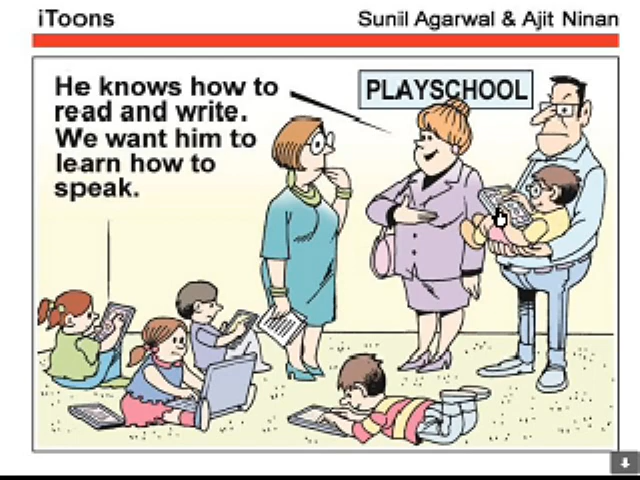 iToons
Sunil Agarwal & Ajit Ninan
He knows how to
read and write.
We want him to
learn how to
speak.
PLAYSCHOOL